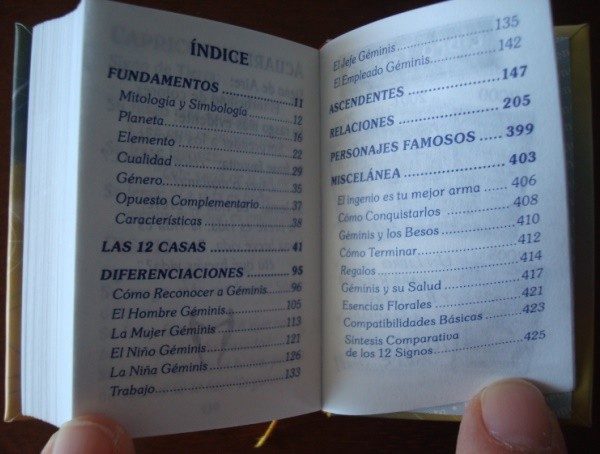 ÍNDICE
FUNDAMENTOS ........................ 11
Mitología y Simbología ............ 12
Planeta ................................ 16
Elemento ............................. 22
Cualidad .............................. 29
Género ................................ 35
Opuesto Complementario ........ 37
Características ...................... 38
LAS 12 CASAS ...................... 41
DIFERENCIACIONES ............... 95
Cómo Reconocer a Géminis ...... 96
El Hombre Géminis ................ 105
La Mujer Géminis .................. 113
El Niño Géminis .................... 121
La Niña Géminis .................... 126
Trabajo ............................... 133
El Jefe Géminis ..................... 135
El Empleado Géminis .............. 142
ASCENDENTES ..................... 147
RELACIONES ....................... 205
PERSONAJES FAMOSOS ..... 399
MISCELÁNEA ....................... 403
El ingenio es tu mejor arma ...... 406
Cómo Conquistarlos ............... 408
Géminis y los Besos ................ 410
Cómo Terminar ..................... 412
Regalos ............................... 414
Géminis y su Salud ................. 417
Esencias Florales ................... 421
Compatibilidades Básicas ......... 423
Síntesis Comparativa
de los 12 Signos .................... 425